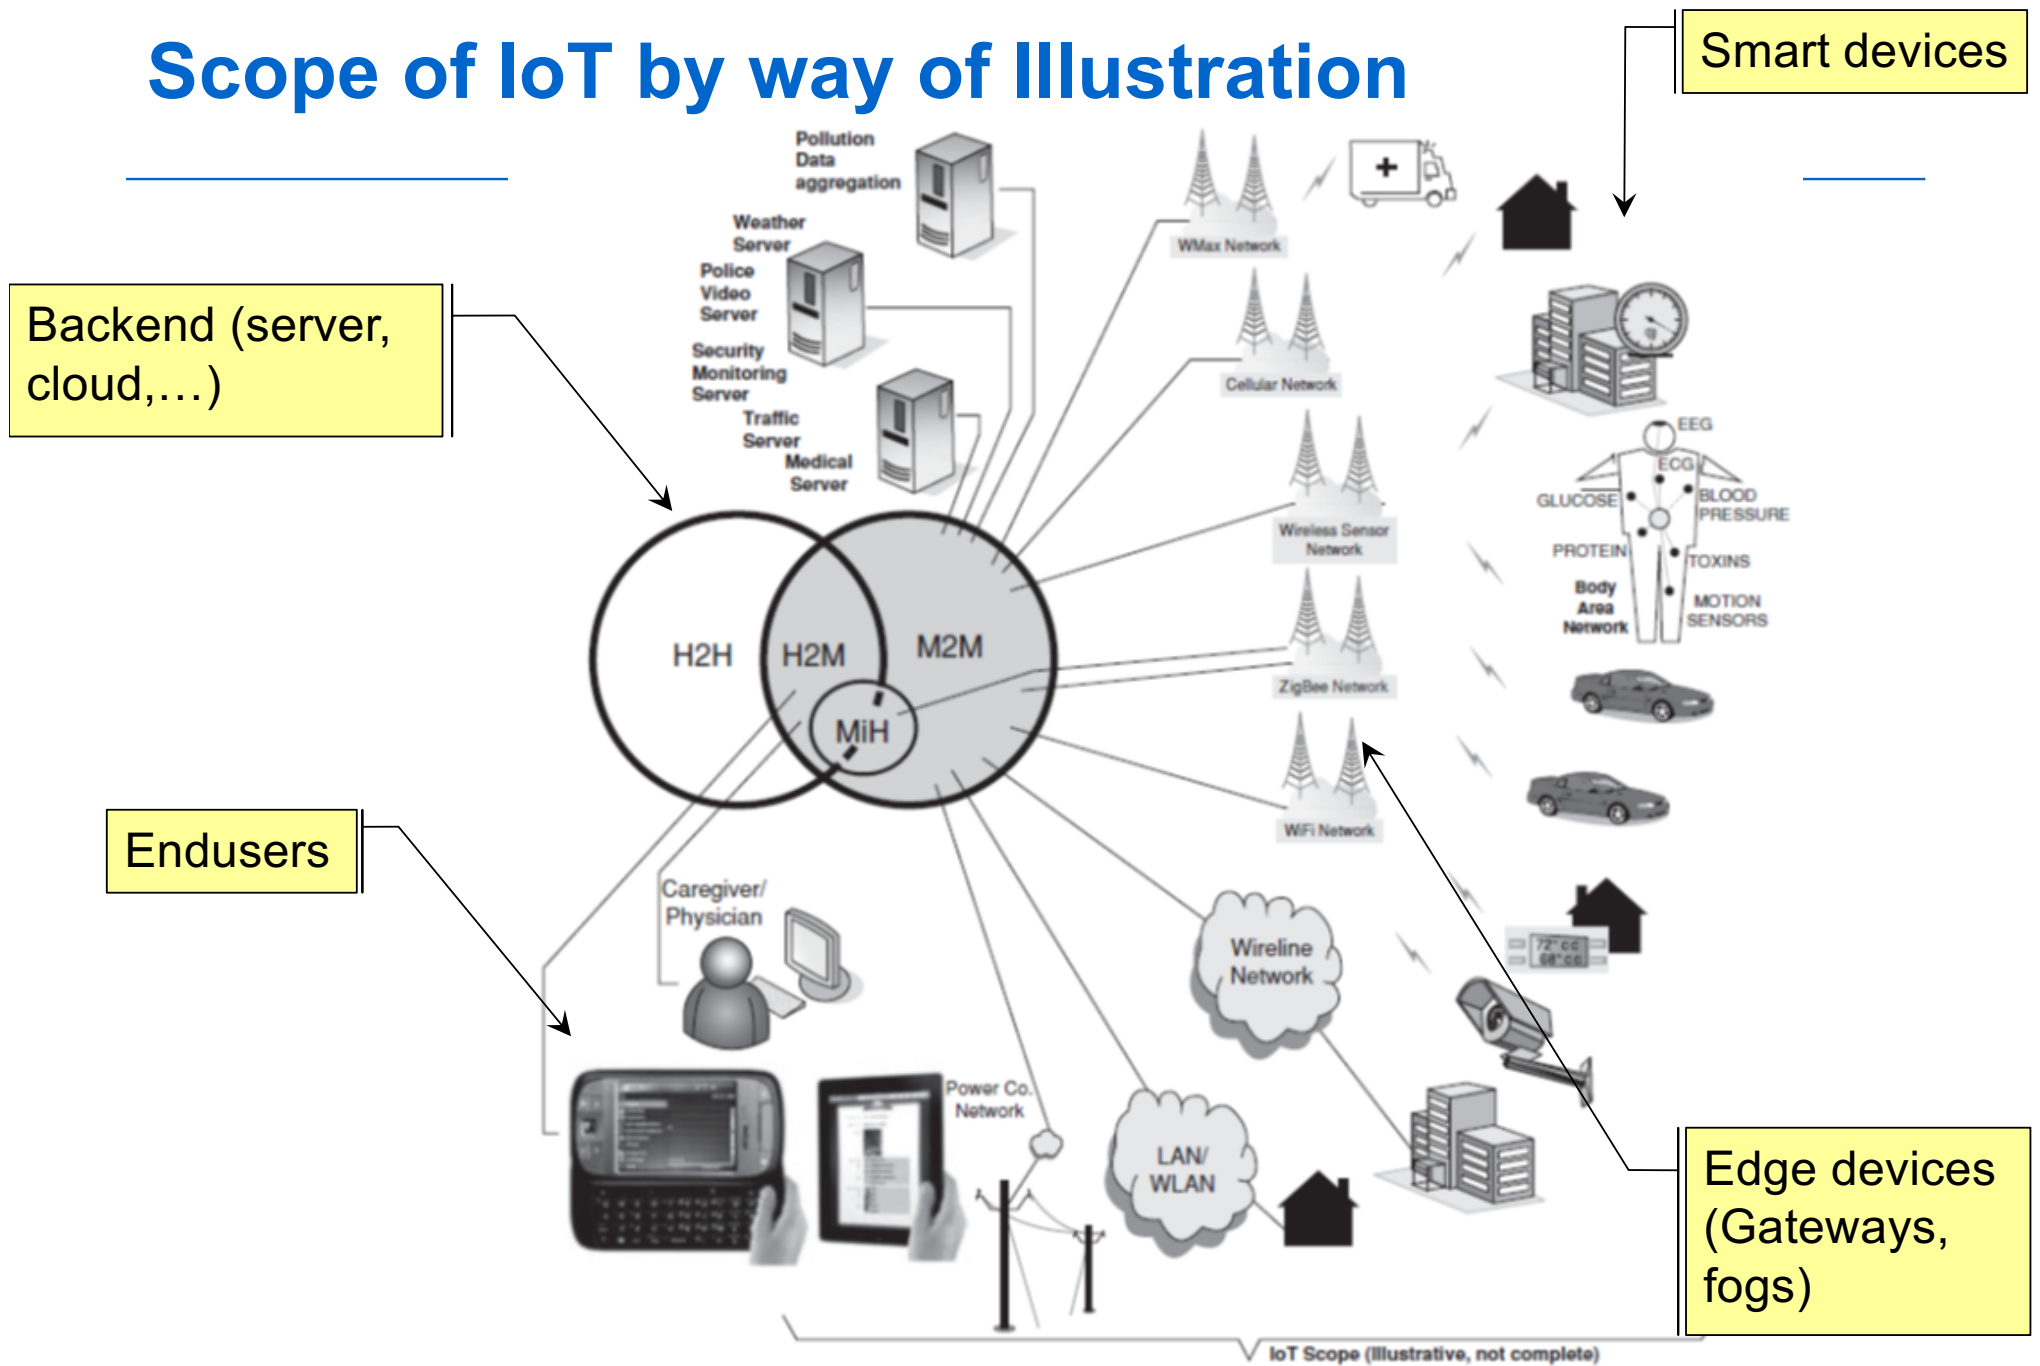 Scope of IoT by way of Illustration
Smart devices
Pollution
Data
aggregation
Weather
Server
Police
Video
Server
Security
Monitoring
Server
Traffic
Server
Medical
Server
Backend (server,
cloud,…)
WMax Network
Cellular Network
Wireless Sensor
Network
ZigBee Network
WiFi Network
EEG
ECG
GLUCOSE
BLOOD
PRESSURE
PROTEIN
TOXINS
Body
Area
Network
MOTION
SENSORS
H2H
H2M
M2M
MiH
Endusers
Caregiver/
Physician
Wireline
Network
72° c c
68° c c
Power Co.
Network
LAN/
WLAN
Edge devices
(Gateways,
fogs)
IoT Scope (Illustrative, not complete)